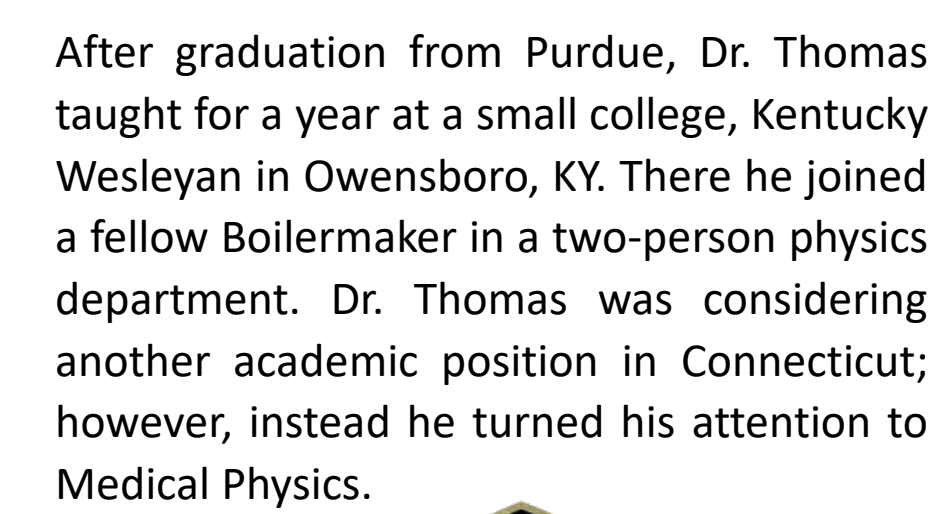 After graduation from Purdue, Dr. Thomas
taught for a year at a small college, Kentucky
Wesleyan in Owensboro, KY. There he joined
a fellow Boilermaker in a two-person physics
department. Dr. Thomas was considering
another academic position in Connecticut;
however, instead he turned his attention to
Medical Physics.